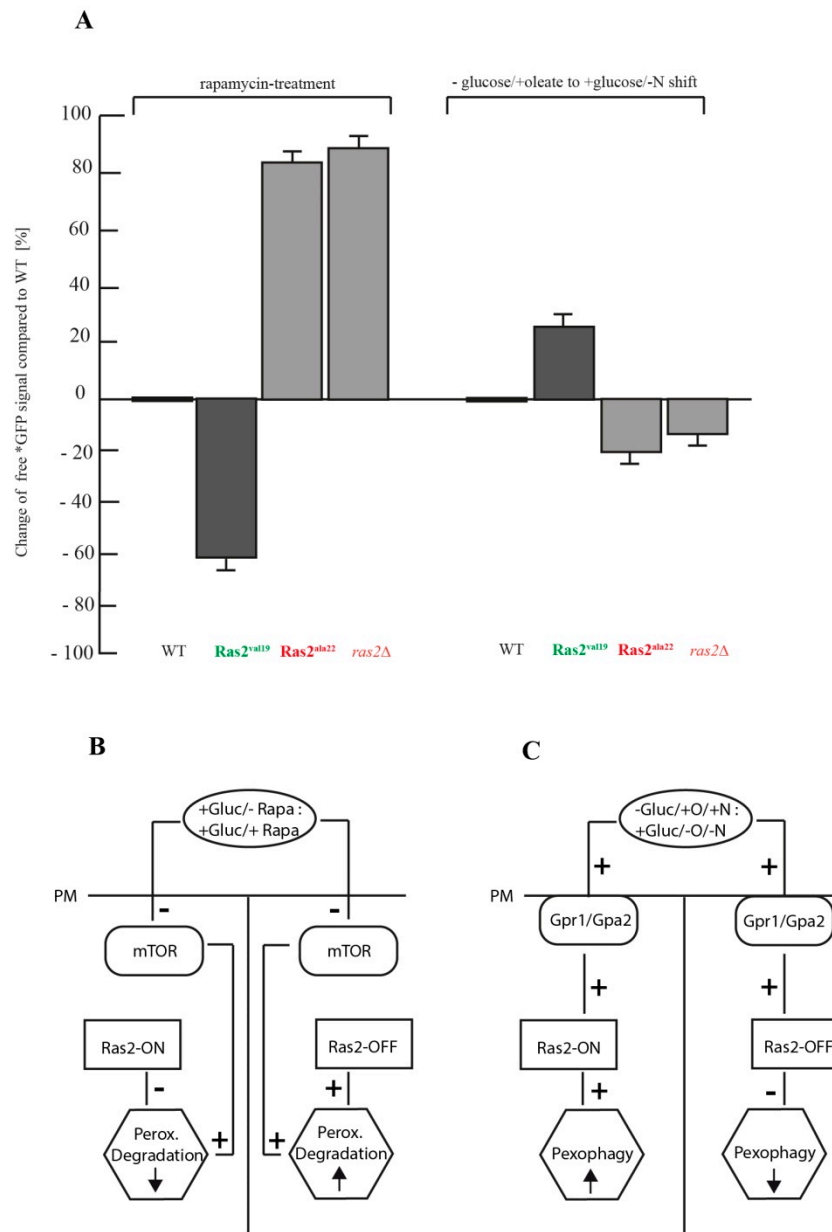 A
rapamycin-treatment
- glucose/+oleate to +glucose/-N shift
Change of free *GFP signal compared to WT [%]
100
80
60
40
20
0
- 20
- 40
- 60
- 80
- 100
WT Ras2val19 Ras2ala22 ras2Δ
WT Ras2val19 Ras2ala22 ras2Δ
B
+Gluc/- Rapa :
+Gluc/+ Rapa
PM
- -
mTOR mTOR
Ras2-ON Ras2-OFF
- +
Perox.
Degradation
+
+
Perox.
Degradation
C
-Gluc/+O/+N :
+Gluc/-O/-N
+ +
PM
Gpr1/Gpa2 Gpr1/Gpa2
+ +
Ras2-ON Ras2-OFF
+ -
Pexophagy Pexophagy